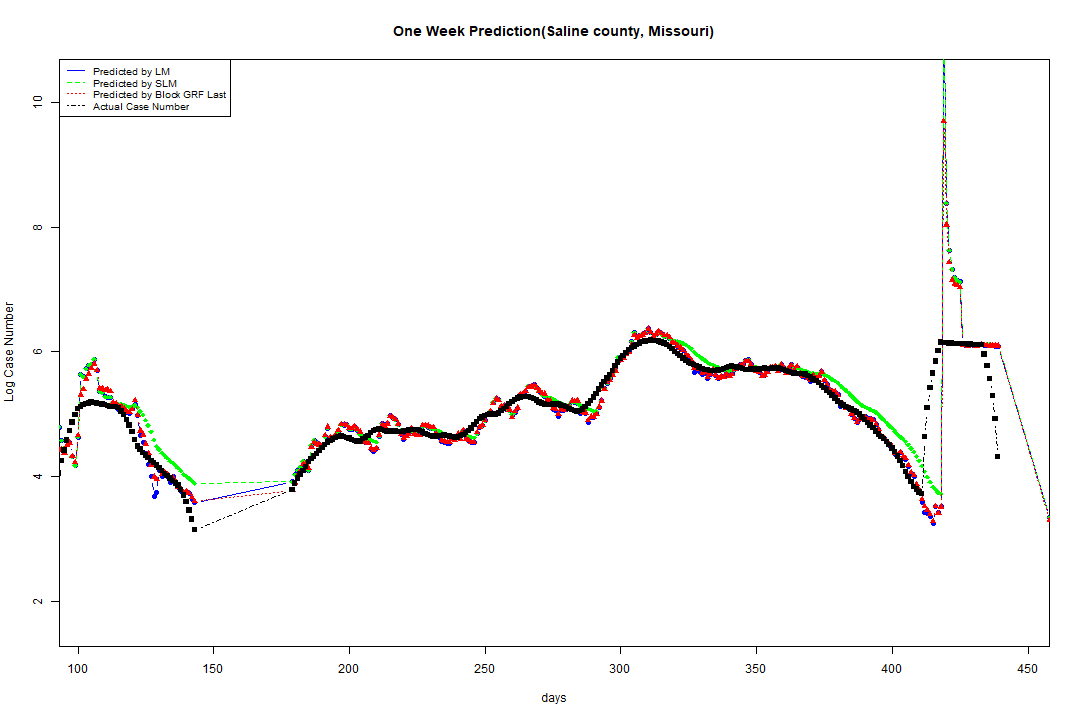 One Week Prediction(Saline county, Missouri)
Predicted by LM
Predicted by SLM
Predicted by Block GRF Last
Actual Case Number
Log Case Number
10
8
6
4
2
100 150 200 250 300 350 400 450
days